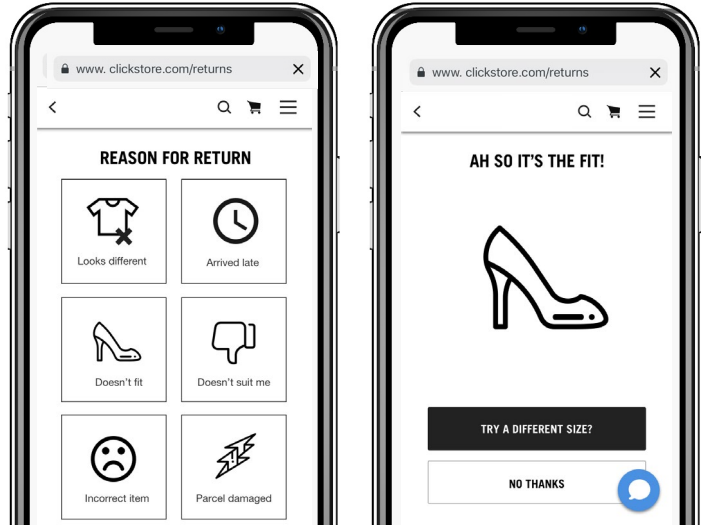 www. clickstore.com/returns
REASON FOR RETURN
Looks different
Arrived late
Doesn't fit
Doesn't suit me
Incorrect item
Parcel damaged
www. clickstore.com/returns
AH SO IT'S THE FIT!
TRY A DIFFERENT SIZE?
NO THANKS